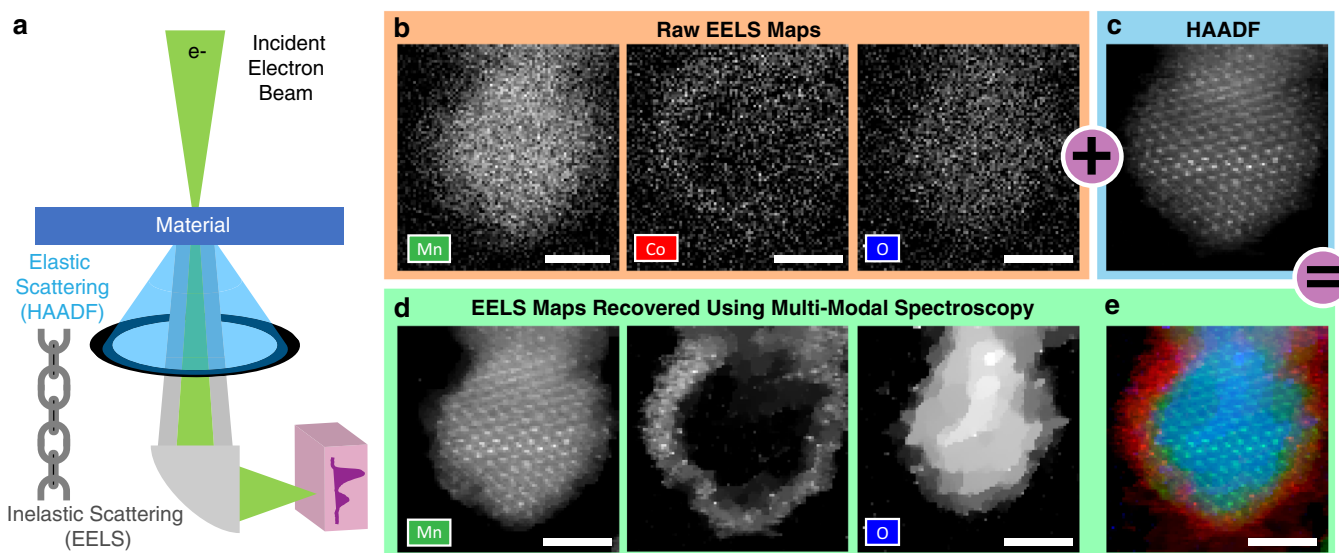 a
e-
Incident
Electron
Beam
Material
Elastic
Scattering
(HAADF)
Inelastic Scattering
(EELS)
b
Raw EELS Maps
Mn
Co
O
+
c
HAADF
=
d
EELS Maps Recovered Using Multi-Modal Spectroscopy
Mn
O
e